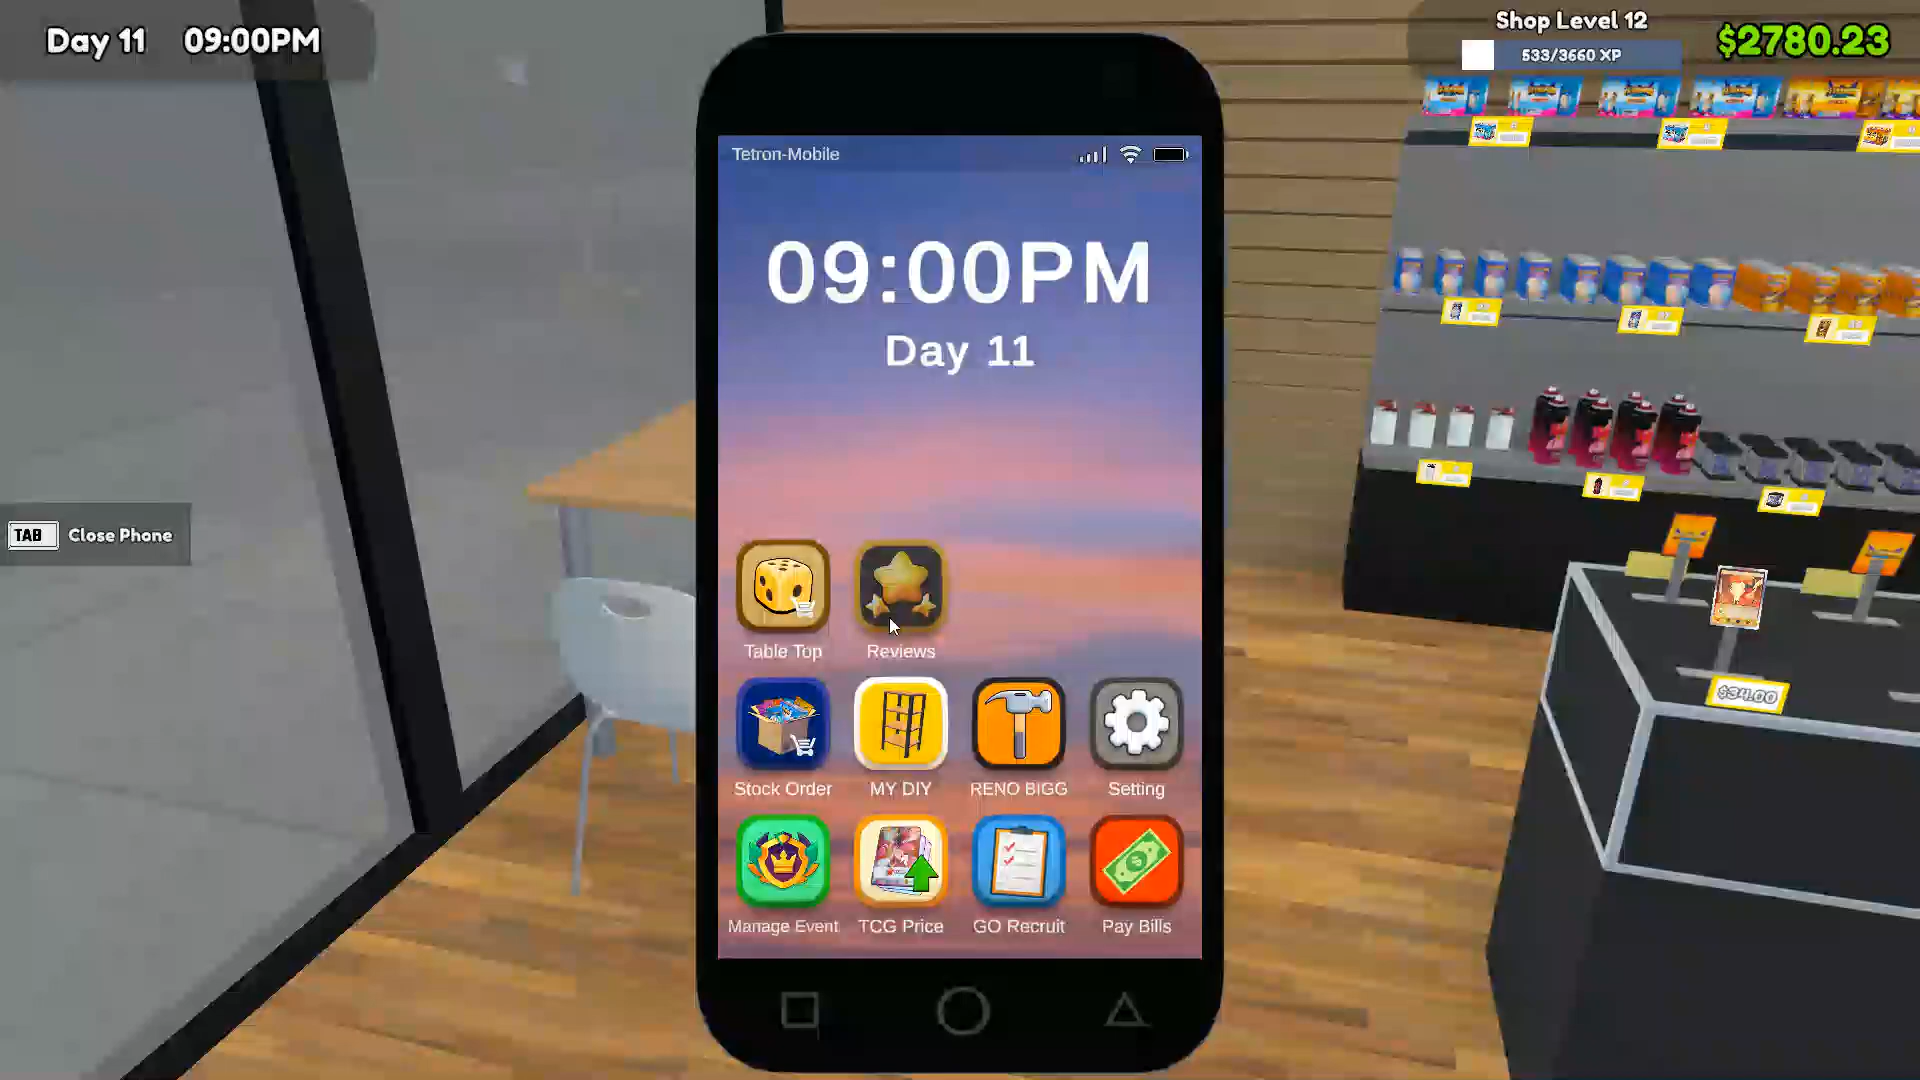 Day 11 09:00PM
Shop Level 12
533/3660 XP
$2780.23
Tetron-Mobile
09:00PM
Day 11
TAB Close Phone
Table Top
Reviews
Stock Order
MY DIY
RENO BIGG
Setting
Manage Event
TCG Price
GO Recruit
Pay Bills
$34.00